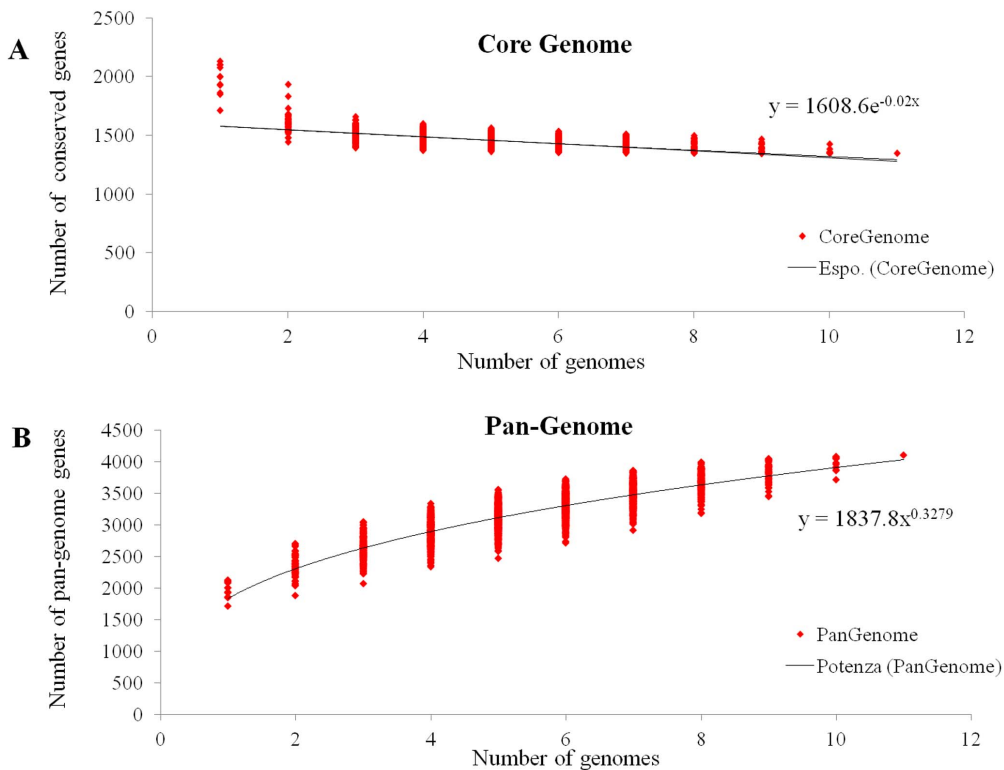 A
Core Genome
Number of conserved genes
2500
2000
1500
1000
500
0
y = 1608.6e-0.02x
CoreGenome
Espo. (CoreGenome)
0 2 4 6 8 10 12
Number of genomes
B
Pan-Genome
Number of pan-genome genes
4500
4000
3500
3000
2500
2000
1500
1000
500
0
y = 1837.8x0.3279
PanGenome
Potenza (PanGenome)
0 2 4 6 8 10 12
Number of genomes